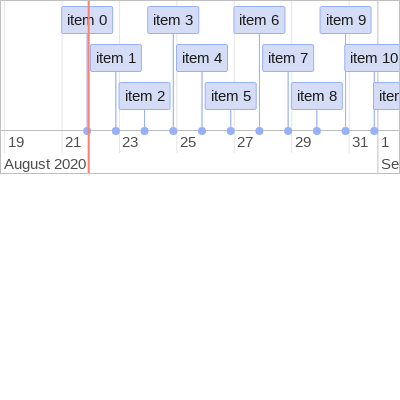 item 0 item 3 item 6 item 9
item 1 item 4 item 7 item 10
item 2 item 5 item 8
19 21 23 25 27 29 31 1
August 2020